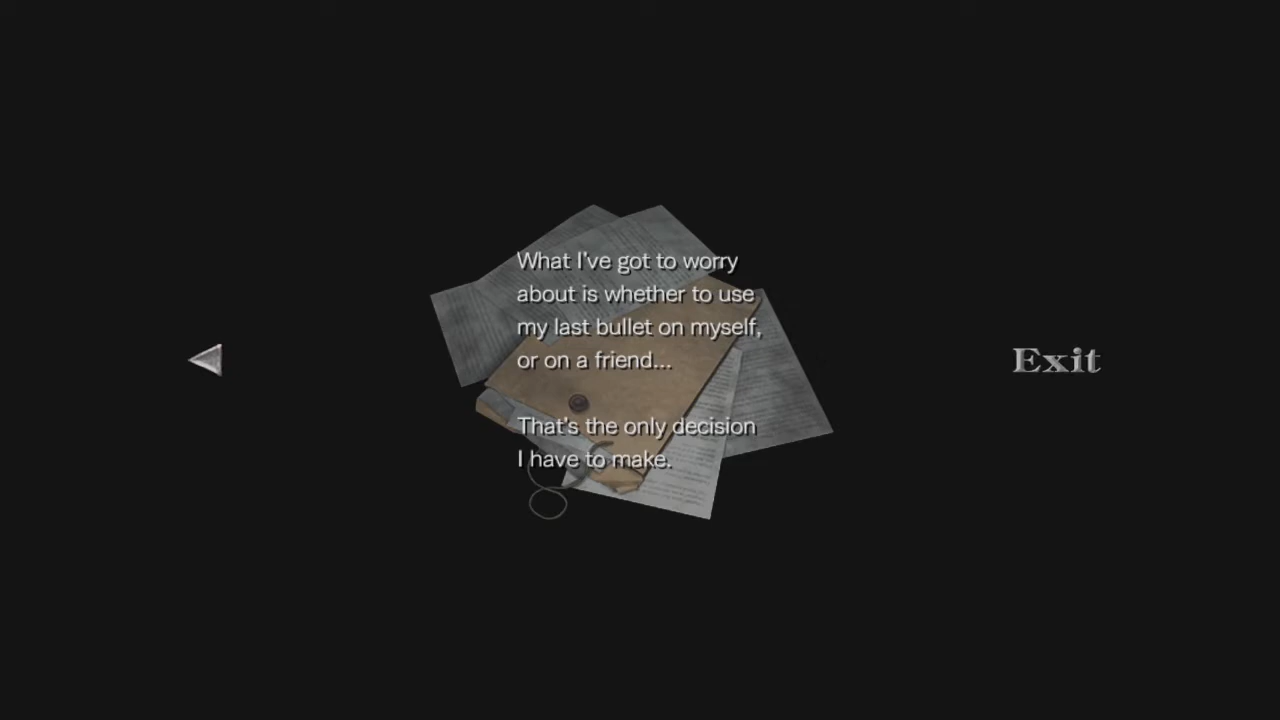 What I've got to worry
about is whether to use
my last bullet on myself,
or on a friend...
That's the only decision
I have to make.
Exit